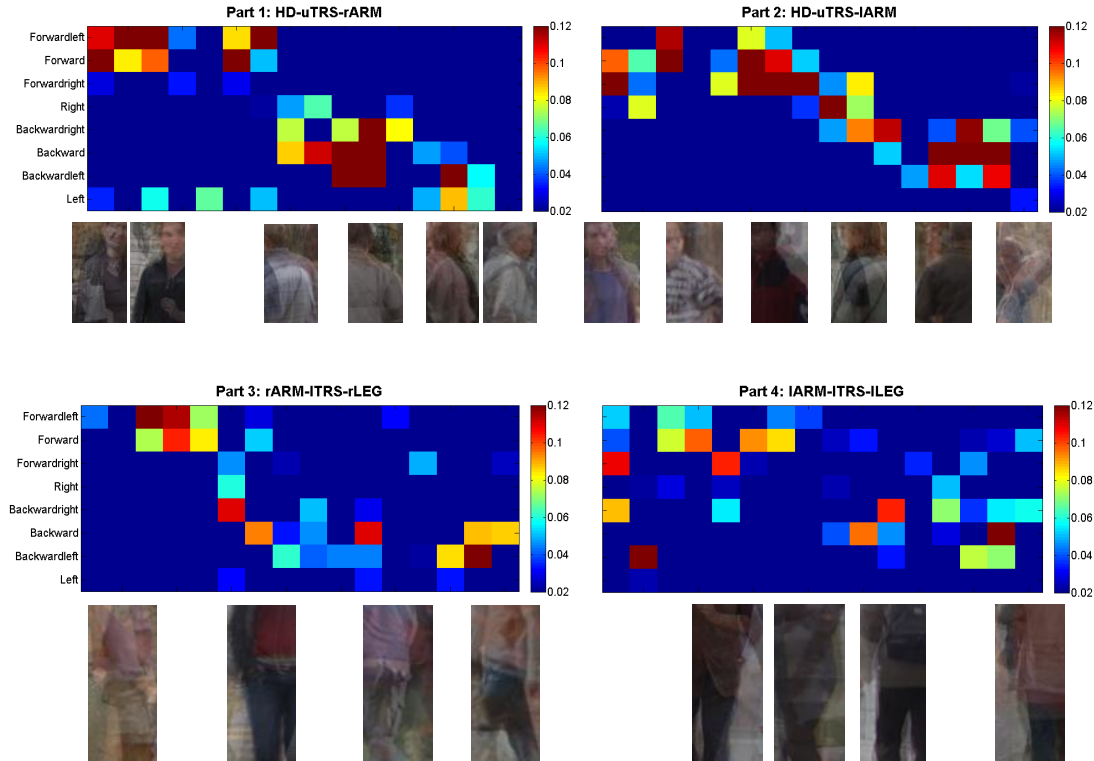 Part 1: HD-uTRS-rARM
Part 2: HD-uTRS-lARM
Forwardleft
Forward
Forwardright
Right
Backwardright
Backward
Backwardleft
Left
0.12
0.1
0.08
0.06
0.04
0.02
0.12
0.1
0.08
0.06
0.04
0.02
Part 3: rARM-lTRS-rLEG
Part 4: lARM-lTRS-lLEG
Forwardleft
Forward
Forwardright
Right
Backwardright
Backward
Backwardleft
Left
0.12
0.1
0.08
0.06
0.04
0.02
0.12
0.1
0.08
0.06
0.04
0.02